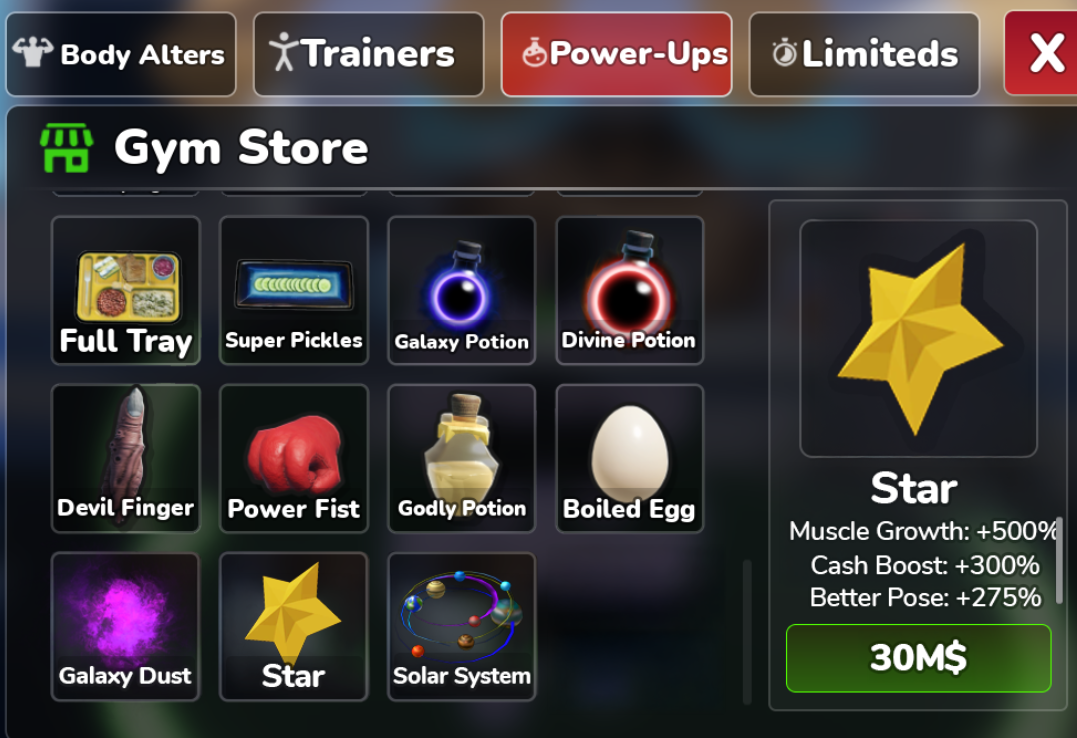 Body Alters
Trainers
Power-Ups
Limiteds
X
Gym Store
Full Tray
Super Pickles
Galaxy Potion
Divine Potion
Devil Finger
Power Fist
Godly Potion
Boiled Egg
Galaxy Dust
Star
Solar System
Star
Muscle Growth: +500%
Cash Boost: +300%
Better Pose: +275%
30M$